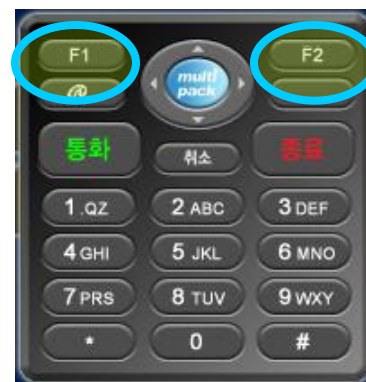 F1 F2
multi
pack
@
통화 취소 종료
1 .QZ 2 ABC 3 DEF
4 GHI 5 JKL 6 MNO
7 PRS 8 TUV 9 WXY
* 0 #